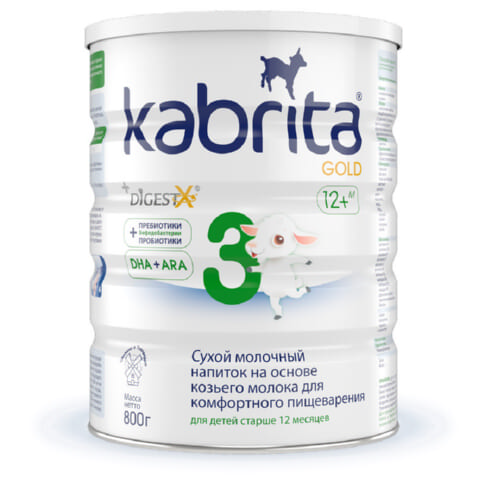 kabrita®
GOLD
DIGESTX®
12+м
+ ПРЕБИОТИКИ
бифидобактерии
ПРОБИОТИКИ
DHA+ARA
3
Сухой молочный
напиток на основе
козьего молока для
комфортного пищеварения
для детей старше 12 месяцев
Масса
нетто
800г